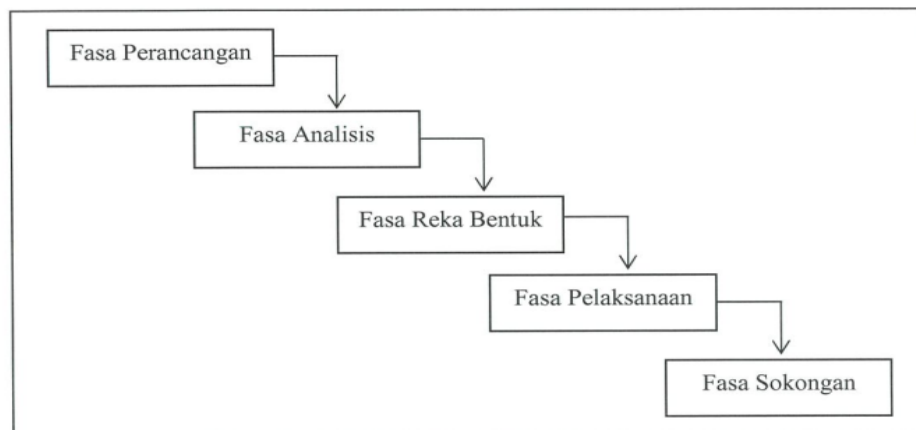 Fasa Perancangan
Fasa Analisis
Fasa Reka Bentuk
Fasa Pelaksanaan
Fasa Sokongan